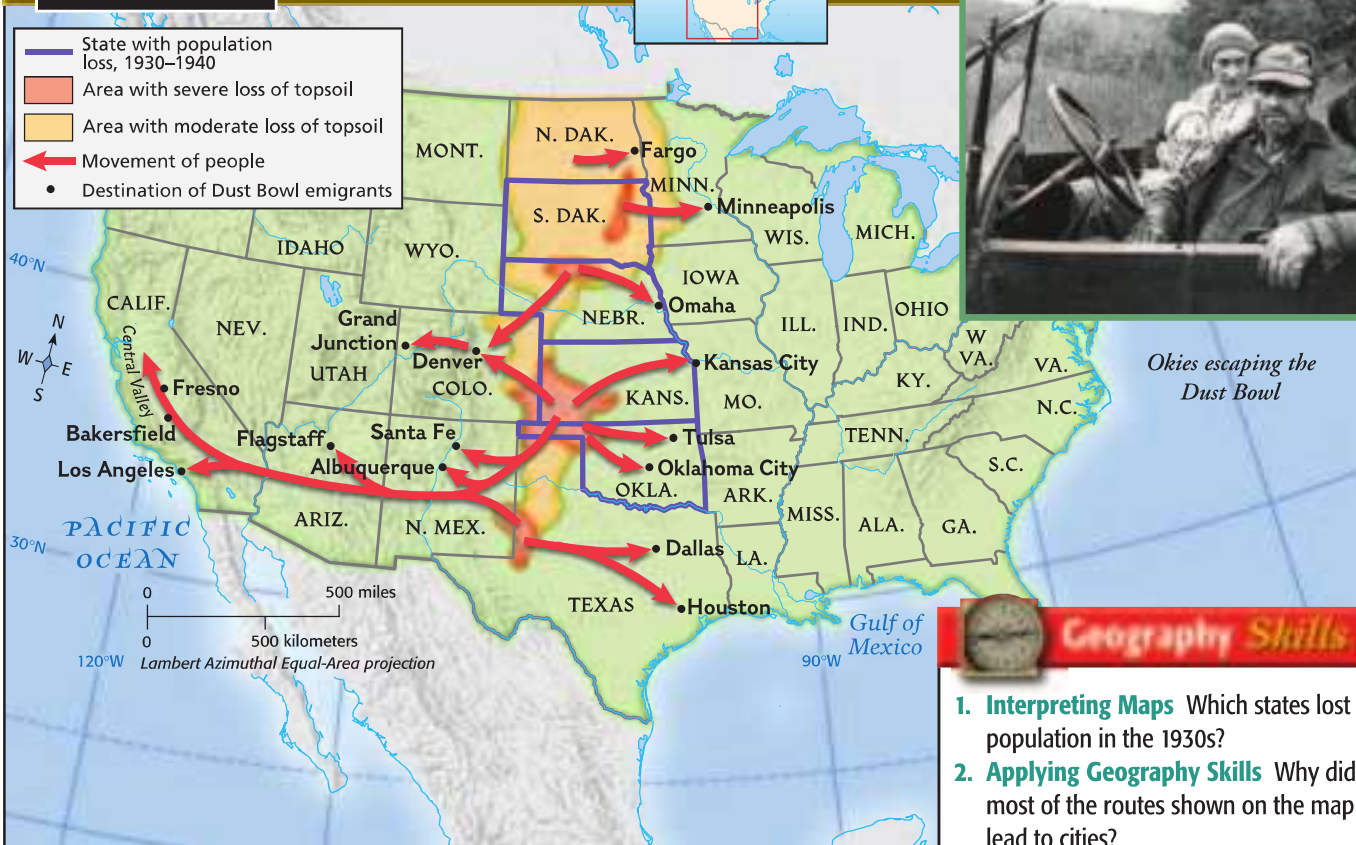 State with population
loss, 1930–1940
Area with severe loss of topsoil
Area with moderate loss of topsoil
Movement of people
Destination of Dust Bowl emigrants
MONT.
N. DAK.
Fargo
MINN.
S. DAK.
Minneapolis
WIS.
MICH.
IDAHO
WYO.
40°N
IOWA
CALIF.
NEV.
Grand
Junction
NEBR.
Omaha
ILL.
IND.
OHIO
N
W
E
S
Central Valley
UTAH
Denver
COLO.
Kansas City
W
VA.
VA.
Fresno
KANS.
MO.
KY.
N.C.
Bakersfield
Flagstaff
Santa Fe
Tulsa
TENN.
Los Angeles
Albuquerque
Oklahoma City
S.C.
OKLA.
ARK.
ARIZ.
N. MEX.
MISS.
ALA.
GA.
PACIFIC
OCEAN
30°N
Dallas
LA.
0
500 miles
0
500 kilometers
TEXAS
Houston
Gulf of
Mexico
120°W
Lambert Azimuthal Equal-Area projection
90°W
Okies escaping the
Dust Bowl
Geography Skills
1. Interpreting Maps Which states lost
population in the 1930s?
2. Applying Geography Skills Why did
most of the routes shown on the map
lead to cities?